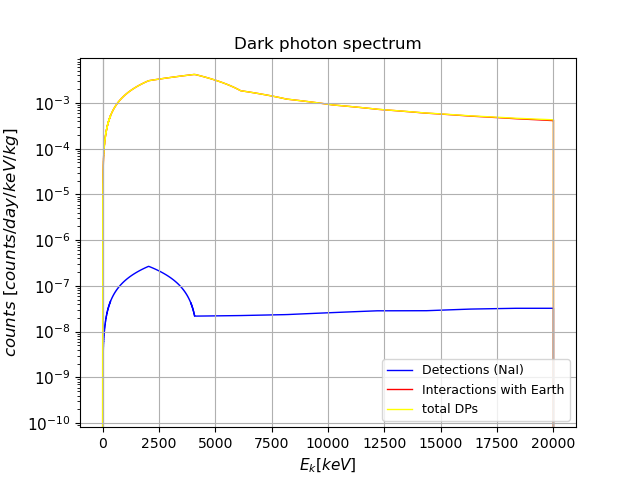 Dark photon spectrum
counts [counts/day/keV/kg]
10⁻³
10⁻⁴
10⁻⁵
10⁻⁶
10⁻⁷
10⁻⁸
10⁻⁹
10⁻¹⁰
Detections (NaI)
Interactions with Earth
total DPs
0 2500 5000 7500 10000 12500 15000 17500 20000
Eₖ[keV]